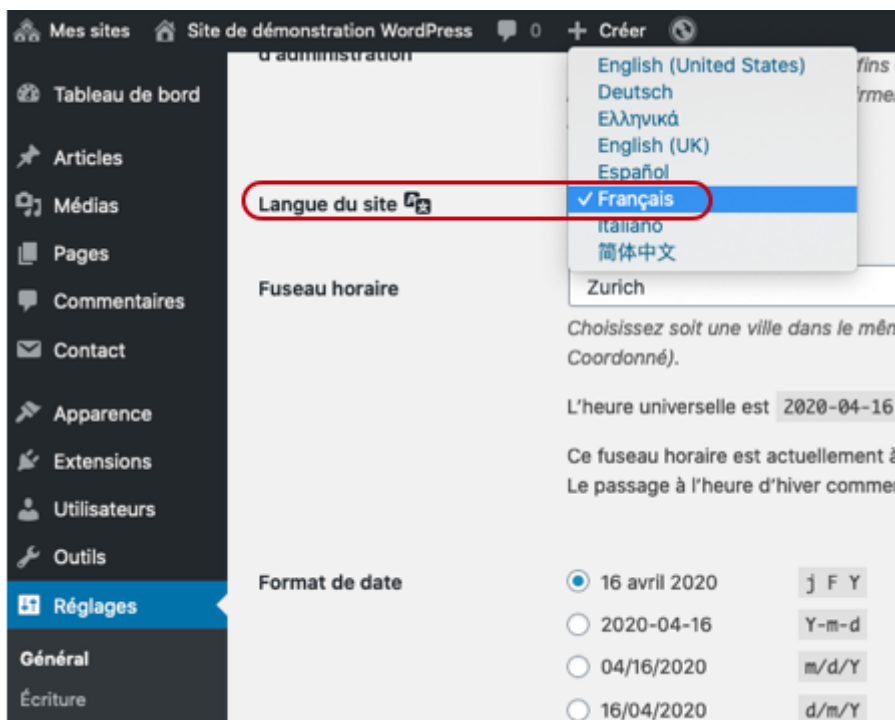 Mes sites Site de démonstration WordPress 0 Créer
Tableau de bord
Articles
Médias
Pages
Commentaires
Contact
Apparence
Extensions
Utilisateurs
Outils
Réglages
Général
Écriture
d'administration
fins
English (United States)
Deutsch
Ελληνικά
English (UK)
Español
Langue du site
✓ Français
Italiano
简体中文
Fuseau horaire
Zurich
Choisissez soit une ville dans le
Coordonné).
L'heure universelle est 2020-04-16
Ce fuseau horaire est actuellement à
Le passage à l'heure d'hiver
Format de date
16 avril 2020 j F Y
2020-04-16 Y-m-d
04/16/2020 m/d/Y
16/04/2020 d/m/Y